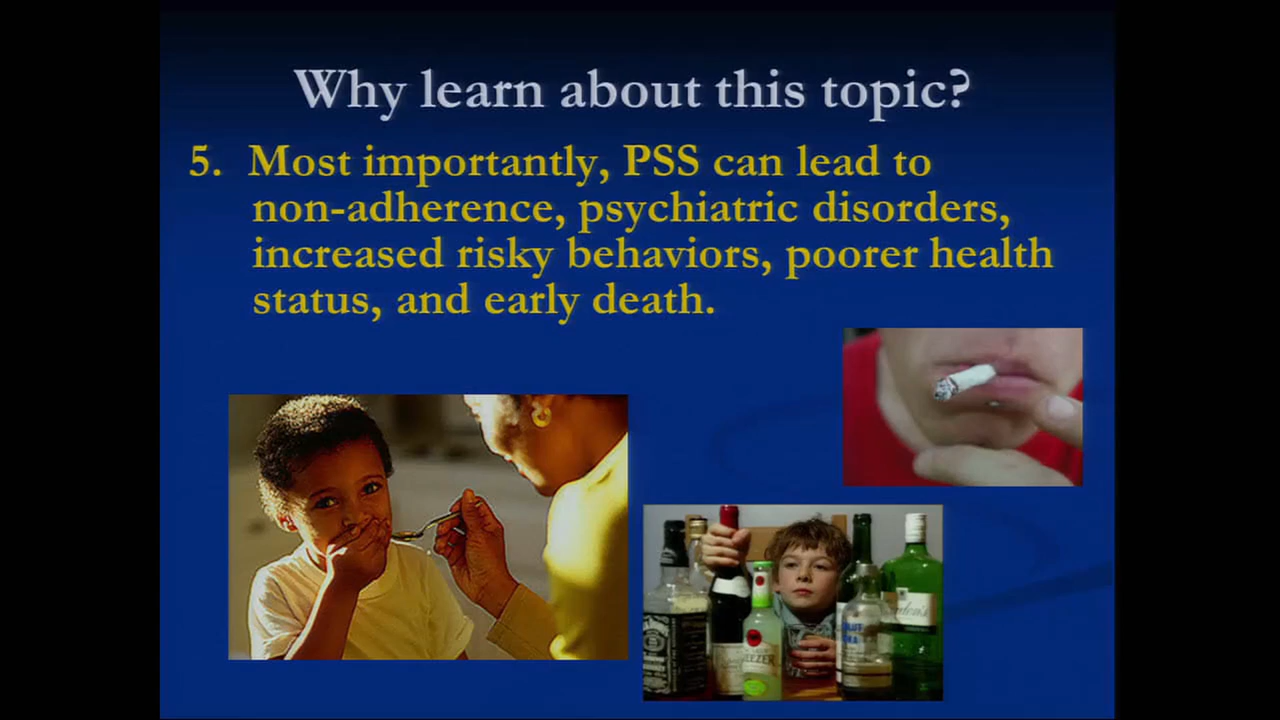 Why learn about this topic?
5. Most importantly, PSS can lead to
non-adherence, psychiatric disorders,
increased risky behaviors, poorer health
status, and early death.